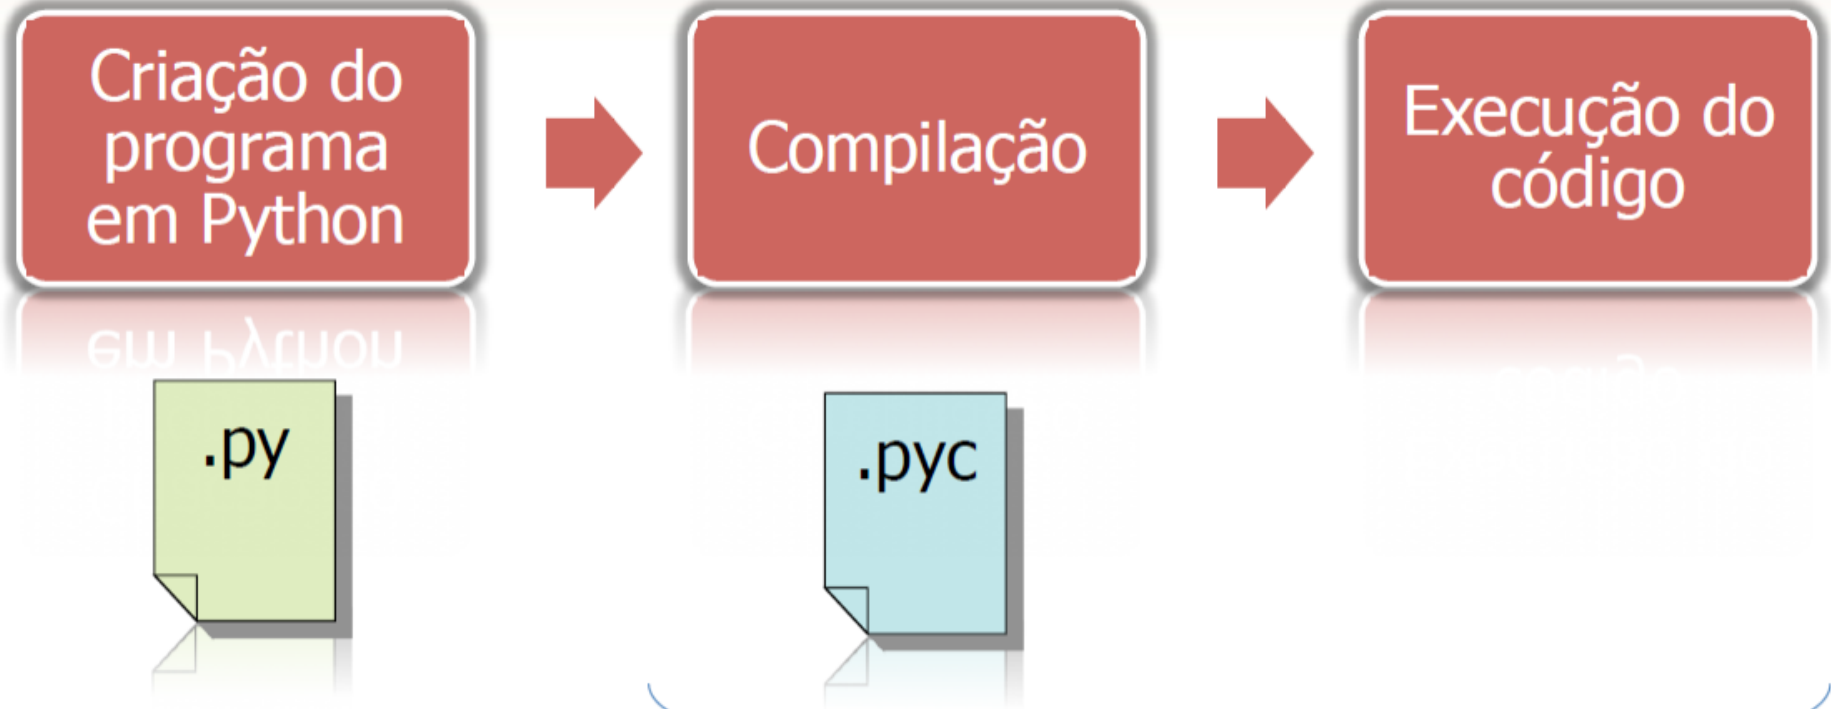 Criação do
programa
em Python
Compilação
Execução do
código
.py
.pyc